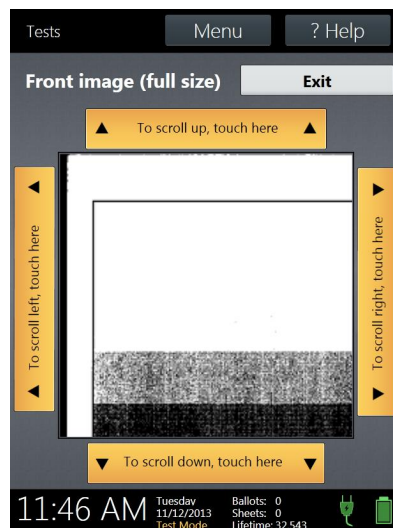 Tests
Menu
? Help
Front image (full size)
Exit
▲ To scroll up, touch here ▲
To scroll left, touch here
To scroll right, touch here
▼ To scroll down, touch here ▼
11:46 AM
Tuesday
11/12/2013
Test Mode
Ballots: 0
Sheets: 0
Lifetime: 32,543